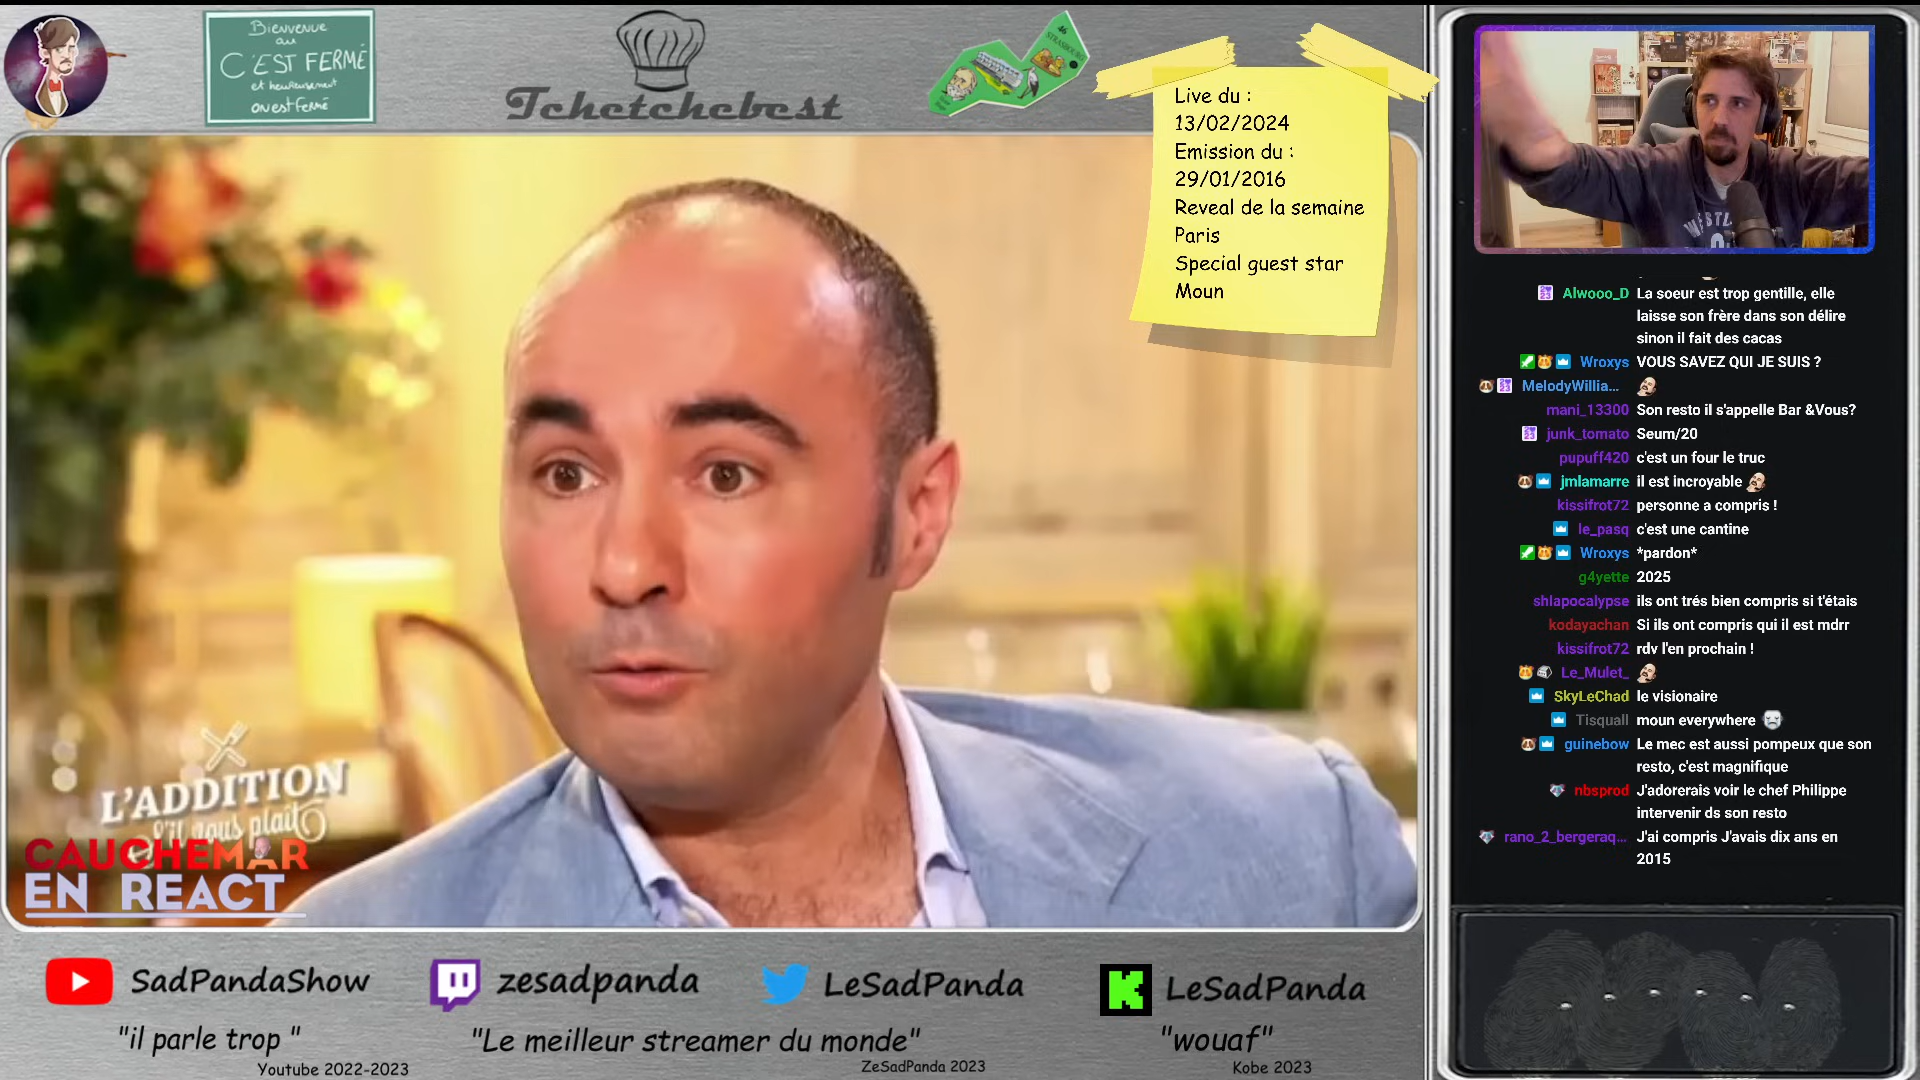 Bienvenue
au
C'EST FERMÉ
et heureusement
on est fermé
Tchetchebest
STRASBOURG
Live du :
13/02/2024
Emission du :
29/01/2016
Reveal de la semaine
Paris
Special guest star
Moun
L'ADDITION
s'il vous plaît
CAUCHEMAR
EN REACT
SadPandaShow
"il parle trop "
Youtube 2022-2023
zesadpanda
"Le meilleur streamer du monde"
ZeSadPanda 2023
LeSadPanda
LeSadPanda
"wouaf"
Kobe 2023
Alwooo_D La soeur est trop gentille, elle
laisse son frère dans son délire
sinon il fait des cacas
Wroxys VOUS SAVEZ QUI JE SUIS ?
MelodyWillia...
mani_13300 Son resto il s'appelle Bar &Vous?
junk_tomato Seum/20
pupuff420 c'est un four le truc
jmlamarre il est incroyable
kissifrot72 personne a compris !
le_pasq c'est une cantine
Wroxys *pardon*
g4yette 2025
shlapocalypse ils ont trés bien compris si t'étais
kodayachan Si ils ont compris qui il est mdrr
kissifrot72 rdv l'en prochain !
Le_Mulet_
SkyLeChad le visionaire
Tisquall moun everywhere
guinebow Le mec est aussi pompeux que son
resto, c'est magnifique
nbsprod J'adorerais voir le chef Philippe
intervenir ds son resto
rano_2_bergeraq... J'ai compris J'avais dix ans en
2015